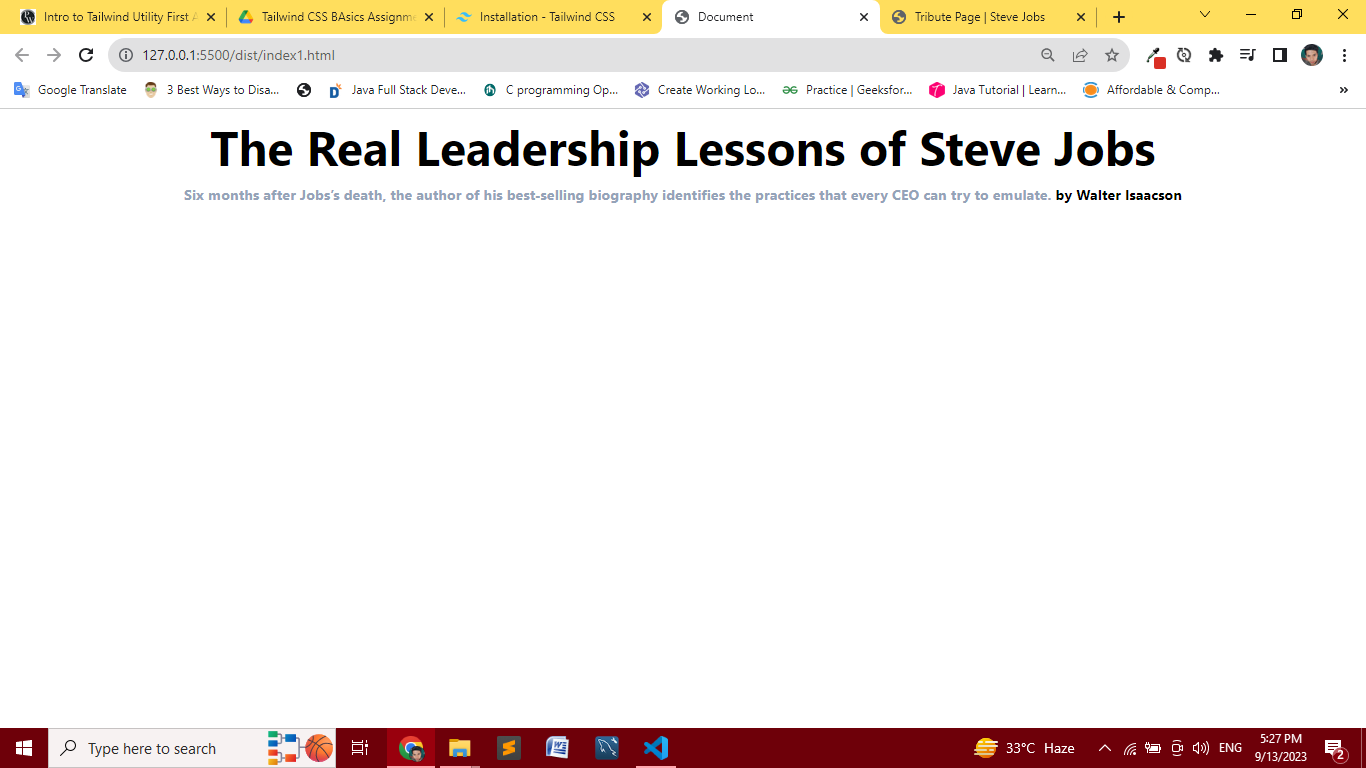 Intro to Tailwind Utility First A
Tailwind CSS BAsics Assignme
Installation - Tailwind CSS
Document
Tribute Page | Steve Jobs
127.0.0.1:5500/dist/index1.html
Google Translate
3 Best Ways to Disa...
Java Full Stack Deve...
C programming Op...
Create Working Lo...
Practice | Geeksfor...
Java Tutorial | Learn...
Affordable & Comp...
»
The Real Leadership Lessons of Steve Jobs
Six months after Jobs’s death, the author of his best-selling biography identifies the practices that every CEO can try to emulate. by Walter Isaacson
Type here to search
33°C Haze
ENG
5:27 PM
9/13/2023
2